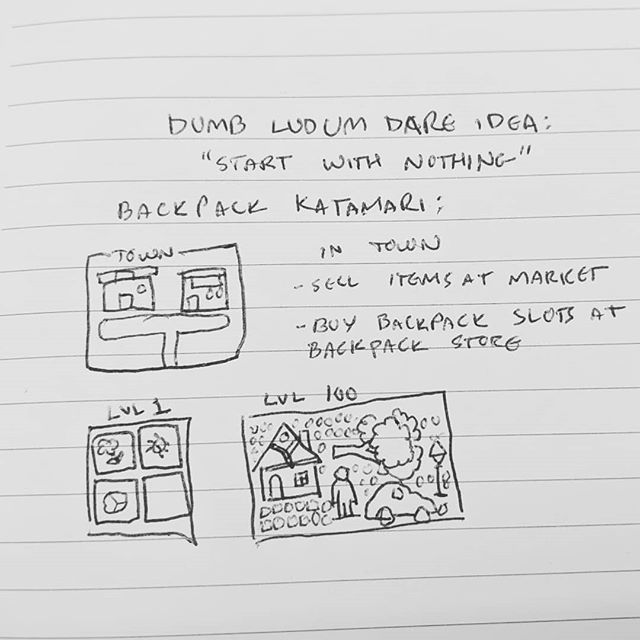 DUMB LUDUM DARE IDEA:
"START WITH NOTHING"
BACKPACK KATAMARI:
TOWN
IN TOWN
- SELL ITEMS AT MARKET
- BUY BACKPACK SLOTS AT
BACKPACK STORE
LVL 1
LVL 100